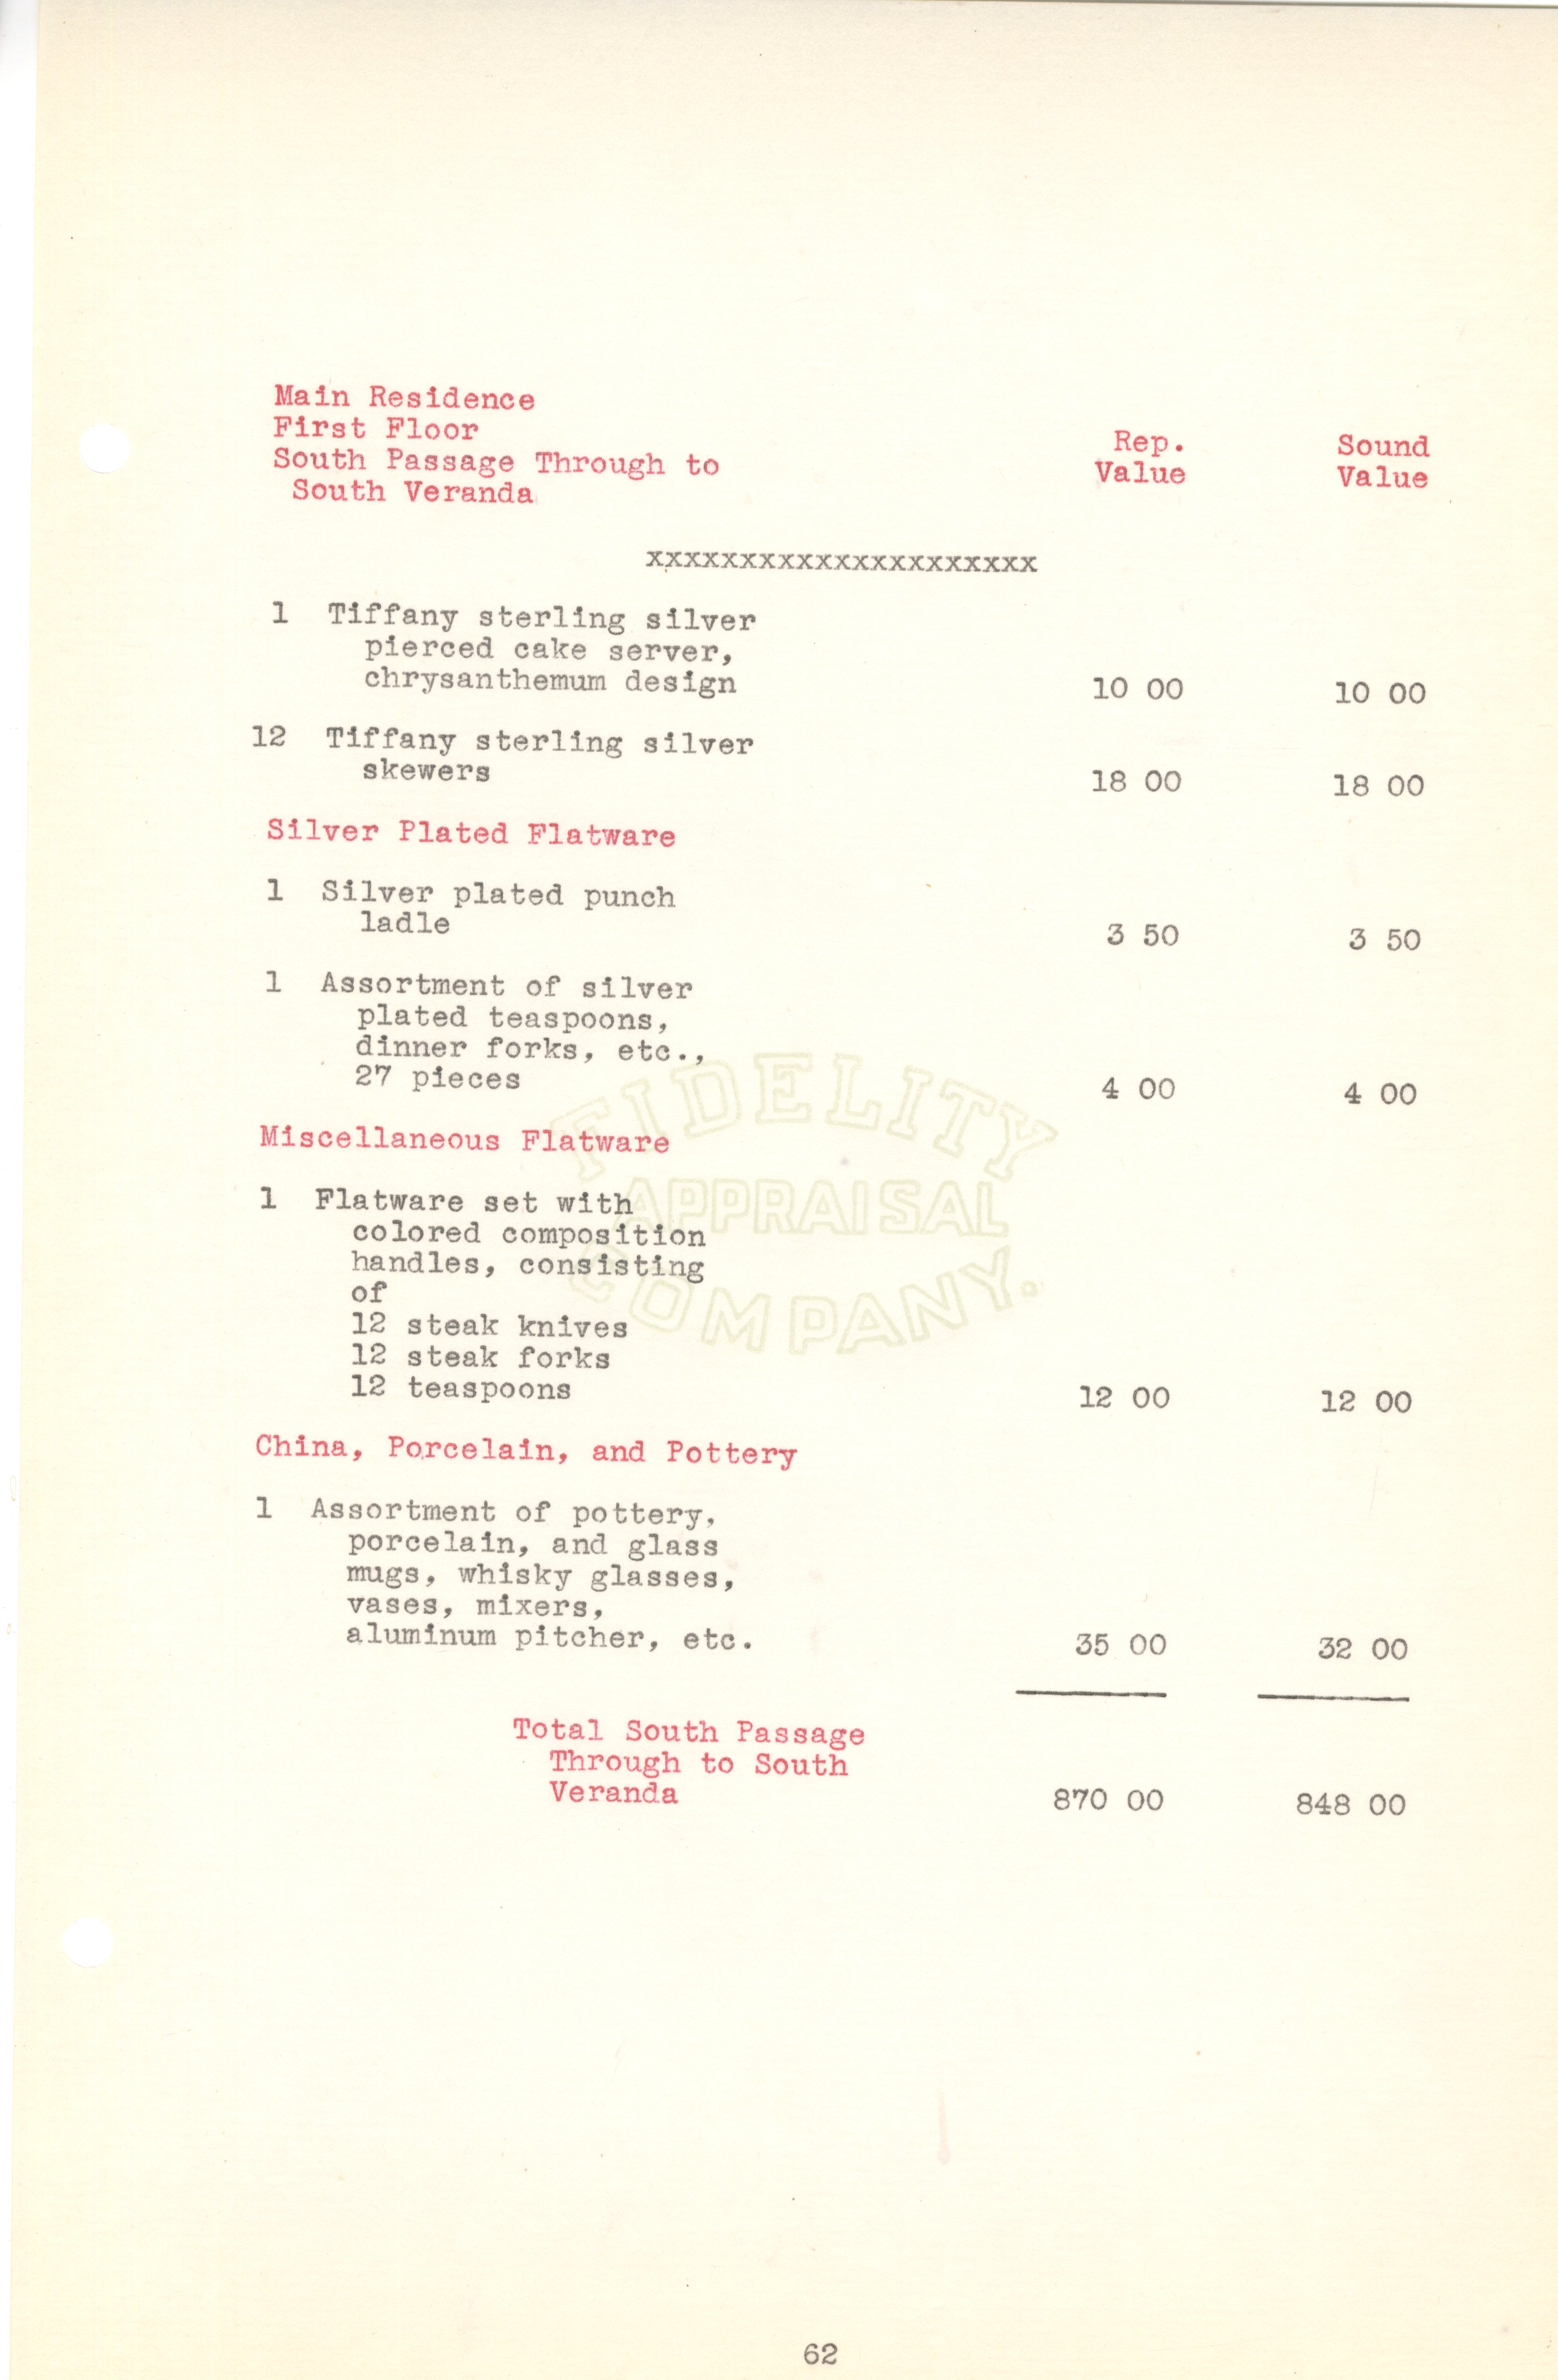 Main Residence
First Floor
South Passage Through to
South Veranda
Rep. Value
Sound Value
xxxxxxxxxxxxxxxxxxxxx
1 Tiffany sterling silver
pierced cake server,
chrysanthemum design 10 00 10 00
12 Tiffany sterling silver
skewers 18 00 18 00
Silver Plated Flatware
1 Silver plated punch
ladle 3 50 3 50
1 Assortment of silver
plated teaspoons,
dinner forks, etc.,
27 pieces 4 00 4 00
FIDELITY
APPRAISAL
COMPANY.
Miscellaneous Flatware
1 Flatware set with
colored composition
handles, consisting
of
12 steak knives
12 steak forks
12 teaspoons 12 00 12 00
China, Porcelain, and Pottery
1 Assortment of pottery,
porcelain, and glass
mugs, whisky glasses,
vases, mixers,
aluminum pitcher, etc. 35 00 32 00
Total South Passage
Through to South
Veranda 870 00 848 00
62